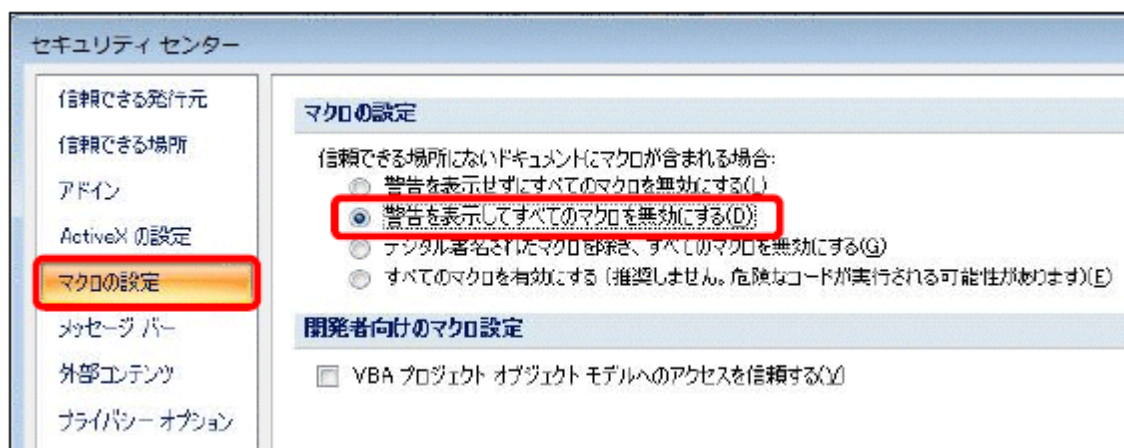 セキュリティ センター
信頼できる発行元
信頼できる場所
アドイン
ActiveX の設定
マクロの設定
メッセージ バー
外部コンテンツ
プライバシー オプション
マクロの設定
信頼できる場所にないドキュメントにマクロが含まれる場合:
警告を表示せずにすべてのマクロを無効にする(L)
警告を表示してすべてのマクロを無効にする(D)
デジタル署名されたマクロを除き、すべてのマクロを無効にする(G)
すべてのマクロを有効にする (推奨しません。危険なコードが実行される可能性があります)(E)
開発者向けのマクロ設定
VBA プロジェクト オブジェクト モデルへのアクセスを信頼する(V)